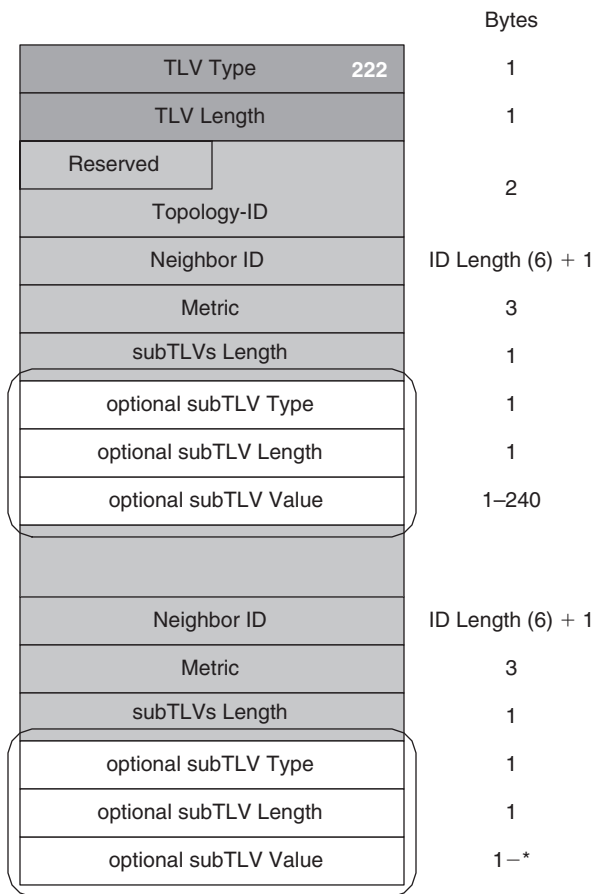 Bytes
TLV Type 222 1
TLV Length 1
Reserved
2
Topology-ID
Neighbor ID ID Length (6) + 1
Metric 3
subTLVs Length 1
optional subTLV Type 1
optional subTLV Length 1
optional subTLV Value 1–240
Neighbor ID ID Length (6) + 1
Metric 3
subTLVs Length 1
optional subTLV Type 1
optional subTLV Length 1
optional subTLV Value 1–*